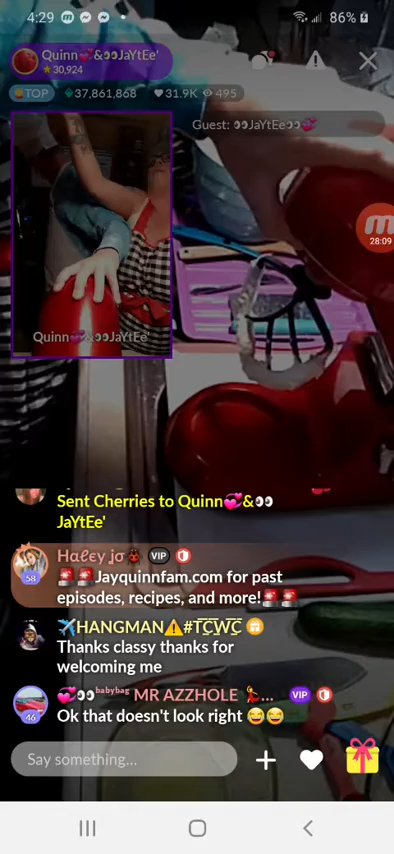 4:29
86%
Quinn💞&👀JaYtEe'
30,924
TOP
37,861,868
31.9K
495
Guest: 👀JaYtEe👀💞
28:09
Quinn💞&👀JaYtEe'
Sent Cherries to Quinn💞&👀
JaYtEe'
Hαℓєy jσ🐞 VIP
58
🚨🚨Jayquinnfam.com for past
episodes, recipes, and more!🚨🚨
✈️HANGMAN⚠️#TCWC
Thanks classy thanks for
welcoming me
💞👀ᵇᵃᵇʸᵇᵃᵍ MR AZZHOLE 💃... VIP
46
Ok that doesn't look right 😂😂
Say something...